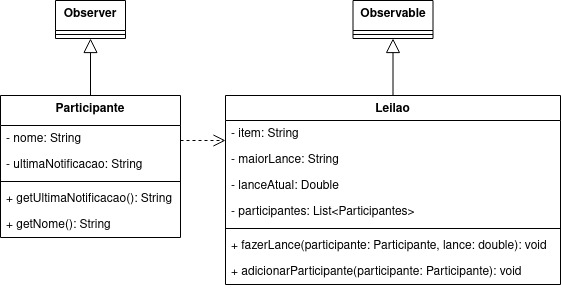 Observer
Observable
Participante
- nome: String
- ultimaNotificacao: String
+ getUltimaNotificacao(): String
+ getNome(): String
Leilao
- item: String
- maiorLance: String
- lanceAtual: Double
- participantes: List<Participantes>
+ fazerLance(participante: Participante, lance: double): void
+ adicionarParticipante(participante: Participante): void